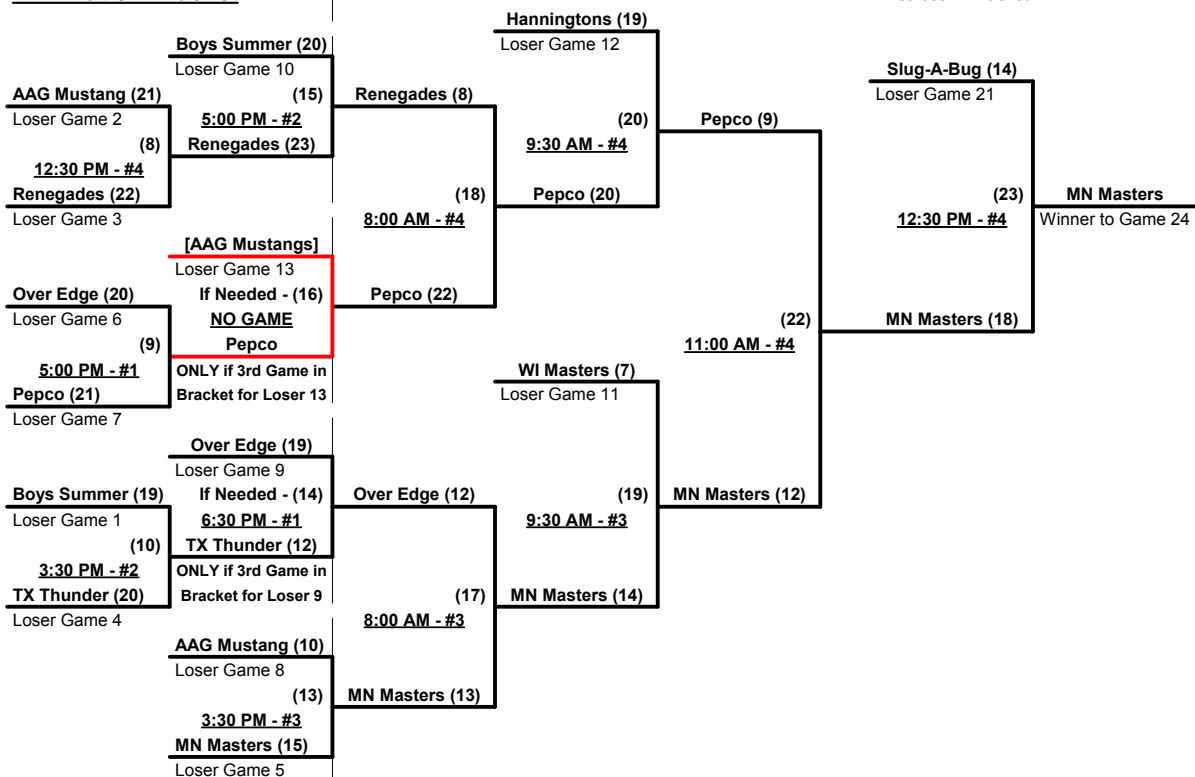 Hanningtons (19)
Loser Game 12
Boys Summer (20)
Loser Game 10
Slug-A-Bug (14)
Loser Game 21
AAG Mustang (21)
Loser Game 2
(15)
5:00 PM - #2
Renegades (8)
(20)
9:30 AM - #4
Pepco (9)
(8)
12:30 PM - #4
Renegades (23)
Renegades (22)
Loser Game 3
(18)
8:00 AM - #4
Pepco (20)
(23)
12:30 PM - #4
MN Masters
Winner to Game 24
[AAG Mustangs]
Loser Game 13
Over Edge (20)
Loser Game 6
If Needed - (16)
NO GAME
Pepco
Pepco (22)
(22)
11:00 AM - #4
MN Masters (18)
(9)
5:00 PM - #1
ONLY if 3rd Game in
Bracket for Loser 13
Pepco (21)
Loser Game 7
WI Masters (7)
Loser Game 11
Over Edge (19)
Loser Game 9
Boys Summer (19)
Loser Game 1
If Needed - (14)
6:30 PM - #1
Over Edge (12)
(19)
9:30 AM - #3
MN Masters (12)
(10)
3:30 PM - #2
TX Thunder (12)
ONLY if 3rd Game in
Bracket for Loser 9
TX Thunder (20)
Loser Game 4
(17)
8:00 AM - #3
MN Masters (14)
AAG Mustang (10)
Loser Game 8
(13)
3:30 PM - #3
MN Masters (13)
MN Masters (15)
Loser Game 5